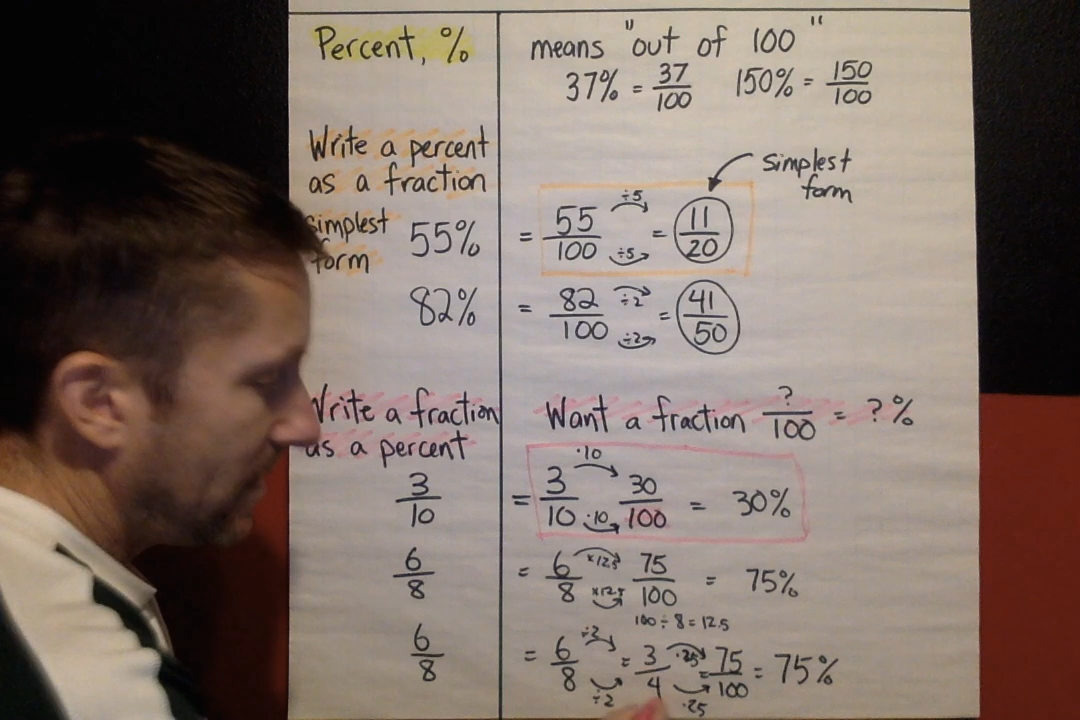 Percent, %
means "out of 100"
37% = 37/100 150% = 150/100
Write a percent
as a fraction
simplest
form
Simplest
form
55% = 55/100 ÷5 ÷5 = 11/20
82% = 82/100 ÷2 ÷2 = 41/50
Write a fraction
as a percent
Want a fraction ?/100 = ?%
3/10 = 3/10 ·10 ·10 30/100 = 30%
6/8 = 6/8 ×12.5 ×12.5 75/100 = 75%
100 ÷ 8 = 12.5
6/8 = 6/8 ÷2 ÷2 = 3/4 ·25 ·25 = 75/100 = 75%